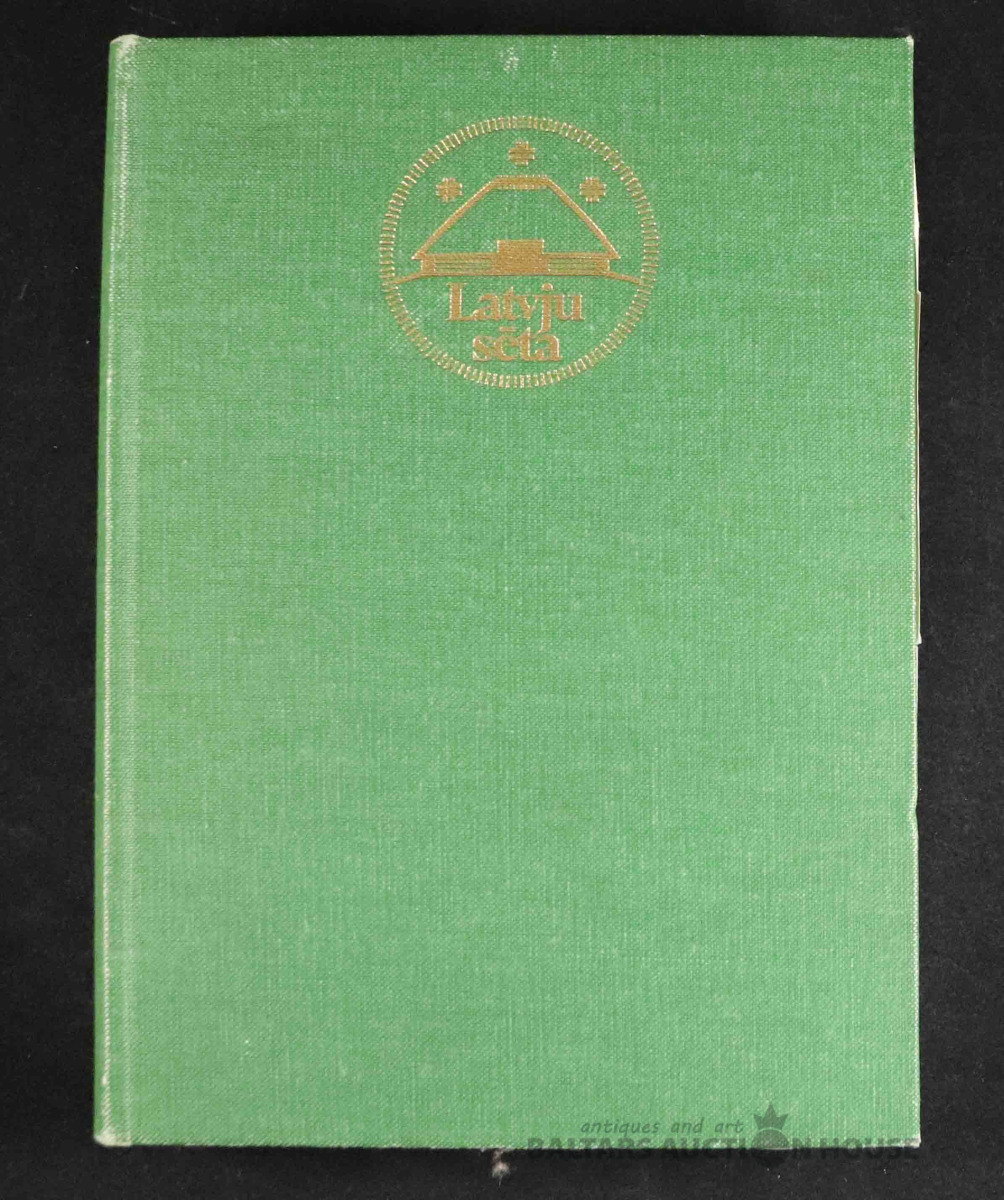 Latvju
sēta
antiques and art
BALTARS AUCTION HOUSE